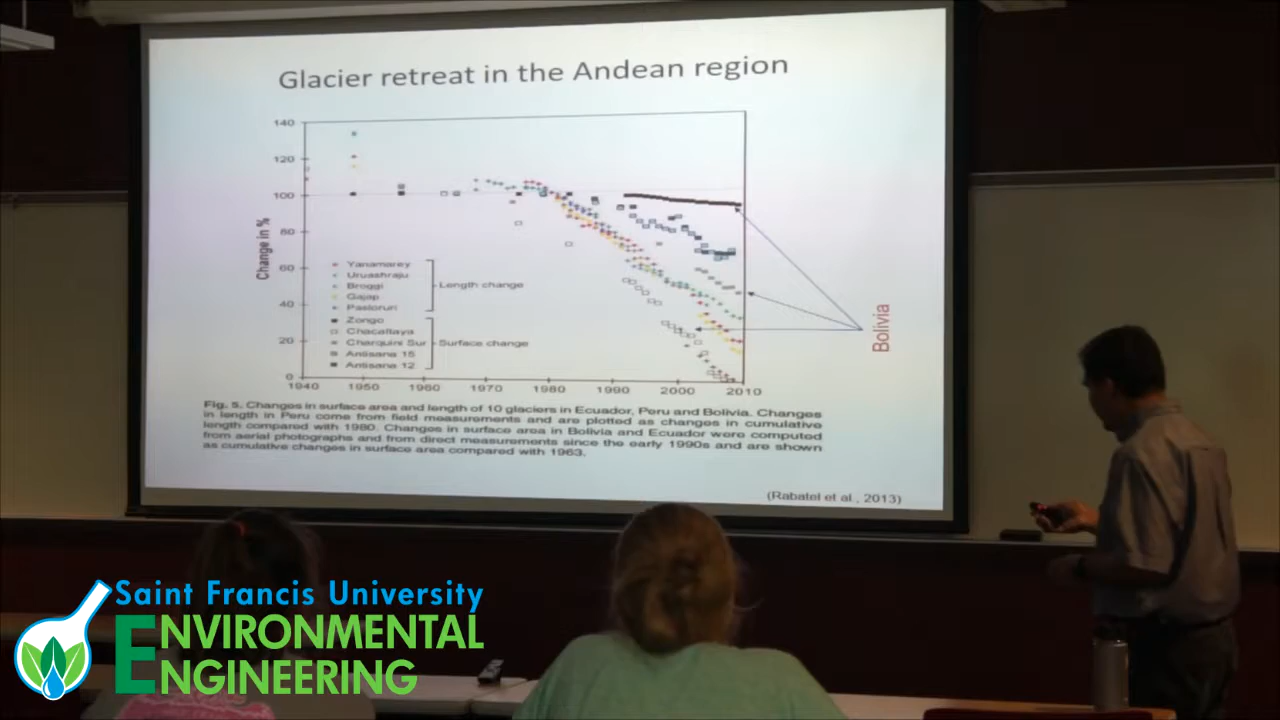 Glacier retreat in the Andean region
140
120
100
80
60
40
20
0
Change in %
Yanamarey
Uruashraju
Broggi
Gajap
Pastoruri
Length change
Zongo
Chacaltaya
Charquini Sur
Antisana 15
Antisana 12
Surface change
1940 1950 1960 1970 1980 1990 2000 2010
Bolivia
Fig. 5. Changes in surface area and length of 10 glaciers in Ecuador, Peru and Bolivia. Changes
in length in Peru come from field measurements and are plotted as changes in cumulative
length compared with 1980. Changes in surface area in Bolivia and Ecuador were computed
from aerial photographs and from direct measurements since the early 1990s and are shown
as cumulative changes in surface area compared with 1963.
(Rabatel et al., 2013)
Saint Francis University
ENVIRONMENTAL
ENGINEERING